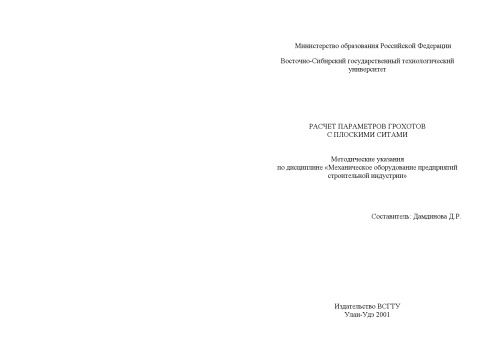 Министерство образования Российской Федерации
Восточно-Сибирский государственный технологический
университет
РАСЧЕТ ПАРАМЕТРОВ ГРОХОТОВ
С ПЛОСКИМИ СИТАМИ
Методические указания
по дисциплине «Механическое оборудование предприятий
строительной индустрии»
Составитель: Дамдинова Д.Р.
Издательство ВСГТУ
Улан-Удэ 2001